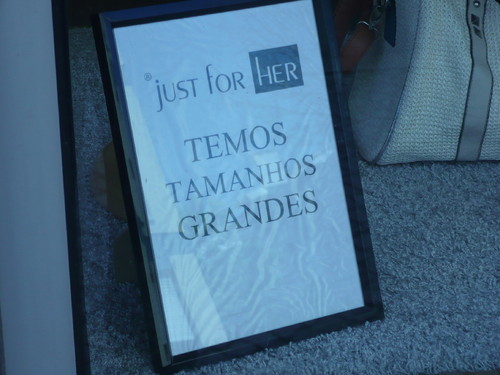 ® just for HER
TEMOS
TAMANHOS
GRANDES